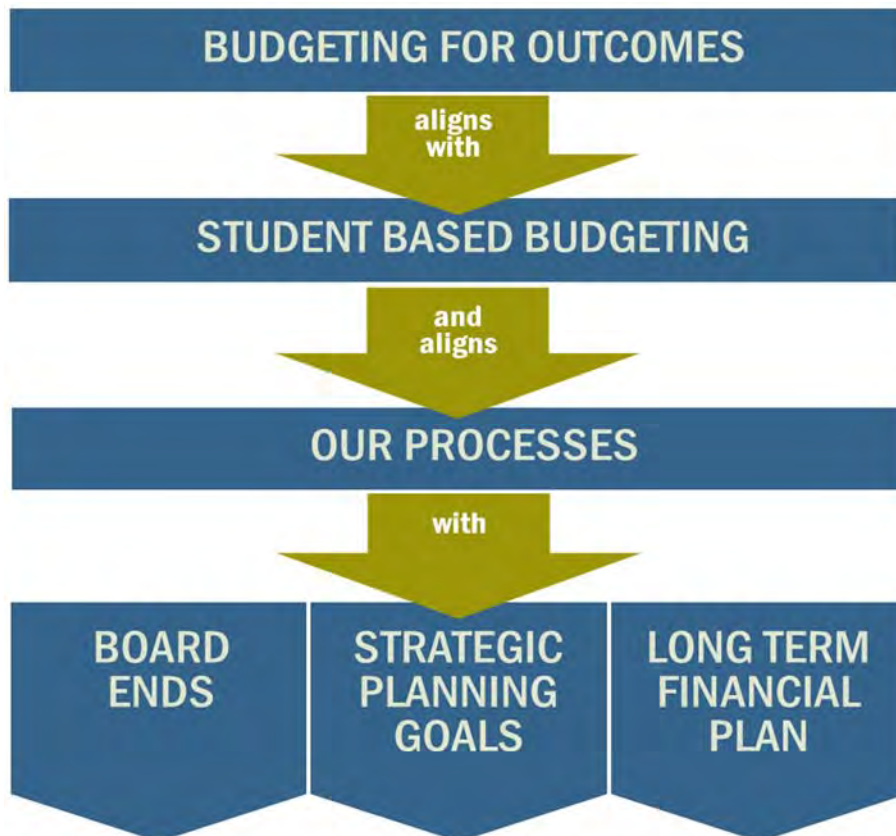 BUDGETING FOR OUTCOMES
aligns
with
STUDENT BASED BUDGETING
and
aligns
OUR PROCESSES
with
BOARD
ENDS
STRATEGIC
PLANNING
GOALS
LONG TERM
FINANCIAL
PLAN